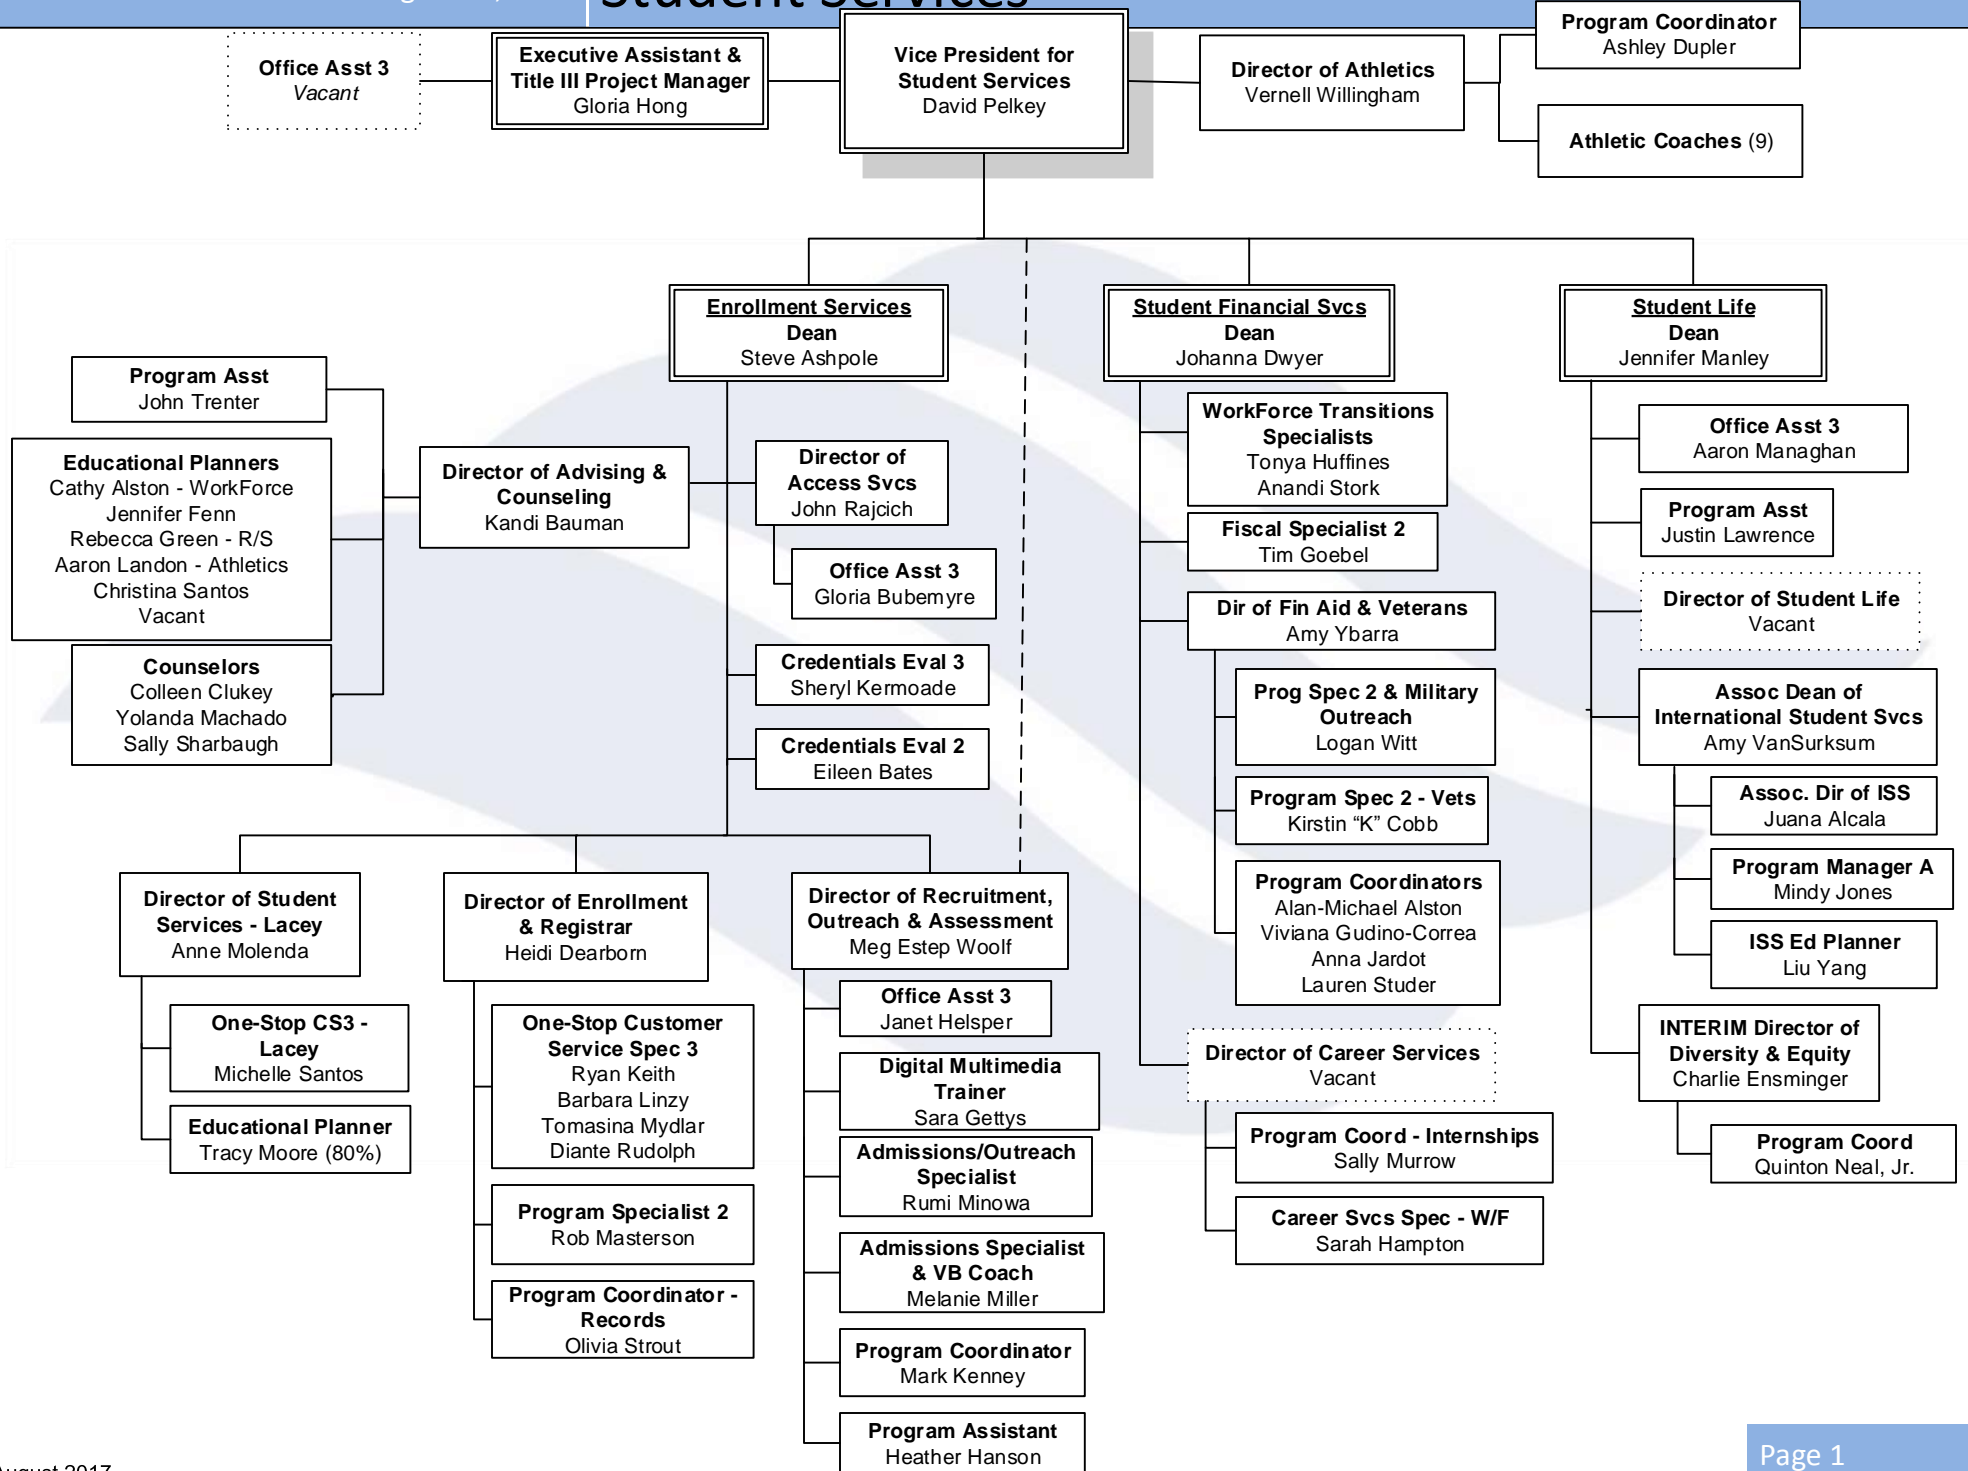 Student Services
Office Asst 3
Vacant
Executive Assistant &
Title III Project Manager
Gloria Hong
Vice President for
Student Services
David Pelkey
Director of Athletics
Vernell Willingham
Program Coordinator
Ashley Dupler
Athletic Coaches (9)
Enrollment Services
Dean
Steve Ashpole
Student Financial Svcs
Dean
Johanna Dwyer
Student Life
Dean
Jennifer Manley
Program Asst
John Trenter
Educational Planners
Cathy Alston - WorkForce
Jennifer Fenn
Rebecca Green - R/S
Aaron Landon - Athletics
Christina Santos
Vacant
Counselors
Colleen Clukey
Yolanda Machado
Sally Sharbaugh
Director of Advising &
Counseling
Kandi Bauman
Director of
Access Svcs
John Rajcich
Office Asst 3
Gloria Bubemyre
Credentials Eval 3
Sheryl Kermoade
Credentials Eval 2
Eileen Bates
Director of Student
Services - Lacey
Anne Molenda
One-Stop CS3 -
Lacey
Michelle Santos
Educational Planner
Tracy Moore (80%)
Director of Enrollment
& Registrar
Heidi Dearborn
One-Stop Customer
Service Spec 3
Ryan Keith
Barbara Linzy
Tomasina Mydlar
Diante Rudolph
Program Specialist 2
Rob Masterson
Program Coordinator -
Records
Olivia Strout
Director of Recruitment,
Outreach & Assessment
Meg Estep Woolf
Office Asst 3
Janet Helsper
Digital Multimedia
Trainer
Sara Gettys
Admissions/Outreach
Specialist
Rumi Minowa
Admissions Specialist
& VB Coach
Melanie Miller
Program Coordinator
Mark Kenney
Program Assistant
Heather Hanson
WorkForce Transitions
Specialists
Tonya Huffines
Anandi Stork
Fiscal Specialist 2
Tim Goebel
Dir of Fin Aid & Veterans
Amy Ybarra
Prog Spec 2 & Military
Outreach
Logan Witt
Program Spec 2 - Vets
Kirstin “K” Cobb
Program Coordinators
Alan-Michael Alston
Viviana Gudino-Correa
Anna Jardot
Lauren Studer
Director of Career Services
Vacant
Program Coord - Internships
Sally Murrow
Career Svcs Spec - W/F
Sarah Hampton
Office Asst 3
Aaron Managhan
Program Asst
Justin Lawrence
Director of Student Life
Vacant
Assoc Dean of
International Student Svcs
Amy VanSurksum
Assoc. Dir of ISS
Juana Alcala
Program Manager A
Mindy Jones
ISS Ed Planner
Liu Yang
INTERIM Director of
Diversity & Equity
Charlie Ensminger
Program Coord
Quinton Neal, Jr.
August 2017
Page 1